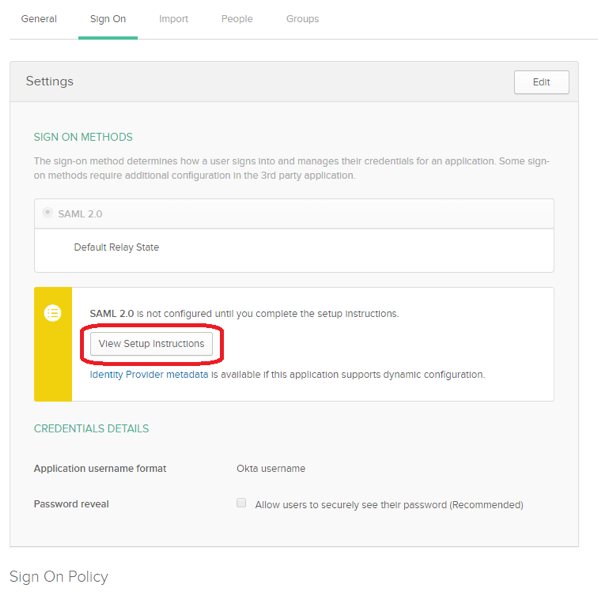 General Sign On Import People Groups
Settings Edit
SIGN ON METHODS
The sign-on method determines how a user signs into and manages their credentials for an application. Some sign-
on methods require additional configuration in the 3rd party application.
SAML 2.0
Default Relay State
SAML 2.0 is not configured until you complete the setup instructions.
View Setup Instructions
Identity Provider metadata is available if this application supports dynamic configuration.
CREDENTIALS DETAILS
Application username format Okta username
Password reveal Allow users to securely see their password (Recommended)
Sign On Policy